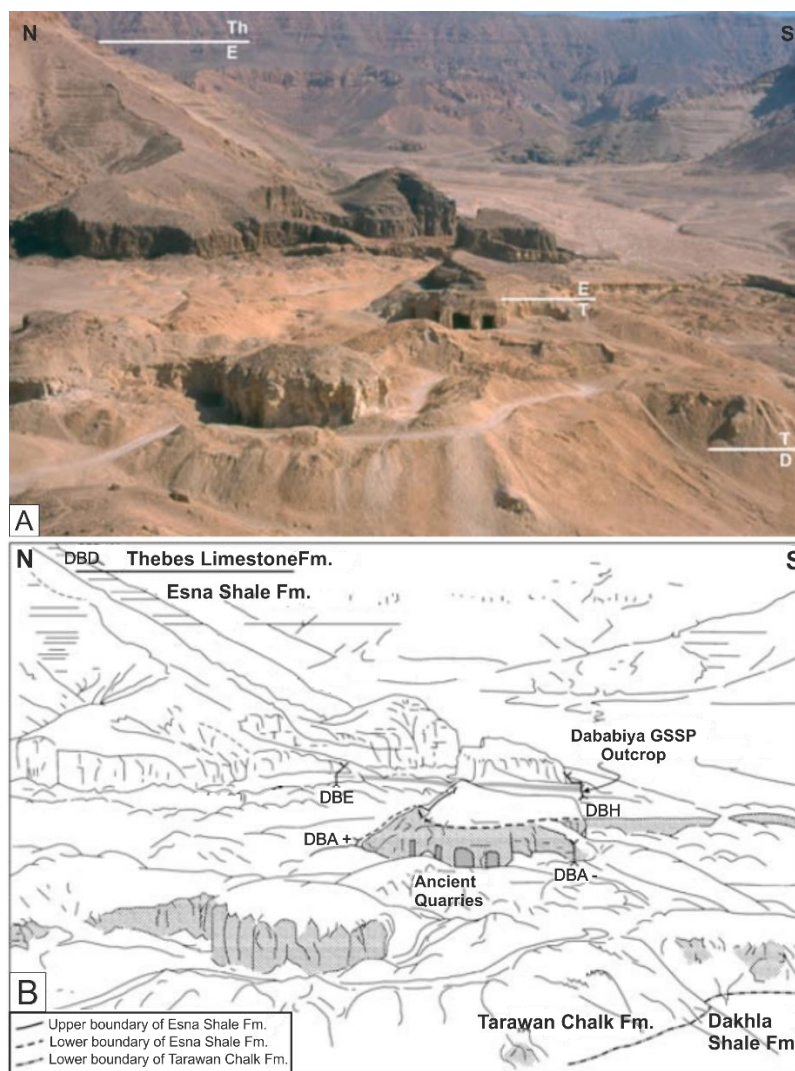 N
Th
E
S
E
T
T
D
A
N
DBD
Thebes LimestoneFm.
S
Esna Shale Fm.
Dababiya GSSP
Outcrop
DBE
DBH
DBA +
DBA -
Ancient
Quarries
B
Tarawan Chalk Fm.
Dakhla
Shale Fm
Upper boundary of Esna Shale Fm.
Lower boundary of Esna Shale Fm.
Lower boundary of Tarawan Chalk Fm.